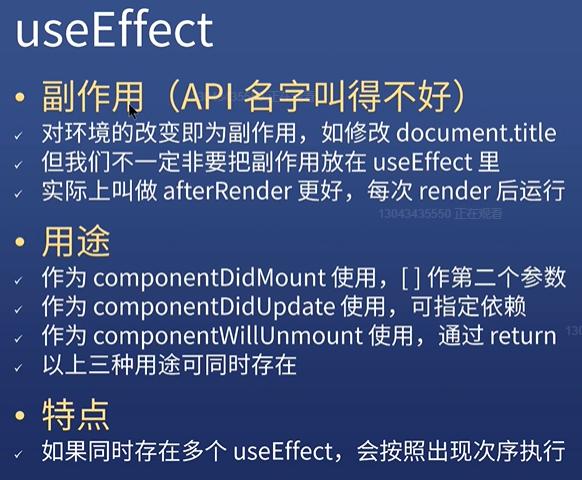 useEffect
• 副作用（API 名字叫得不好）
✓ 对环境的改变即为副作用，如修改 document.title
✓ 但我们不一定非要把副作用放在 useEffect 里
✓ 实际上叫做 afterRender 更好，每次 render 后运行
13043435550 正在观看
• 用途
✓ 作为 componentDidMount 使用，[ ] 作第二个参数
✓ 作为 componentDidUpdate 使用，可指定依赖
✓ 作为 componentWillUnmount 使用，通过 return
✓ 以上三种用途可同时存在
• 特点
✓ 如果同时存在多个 useEffect，会按照出现次序执行